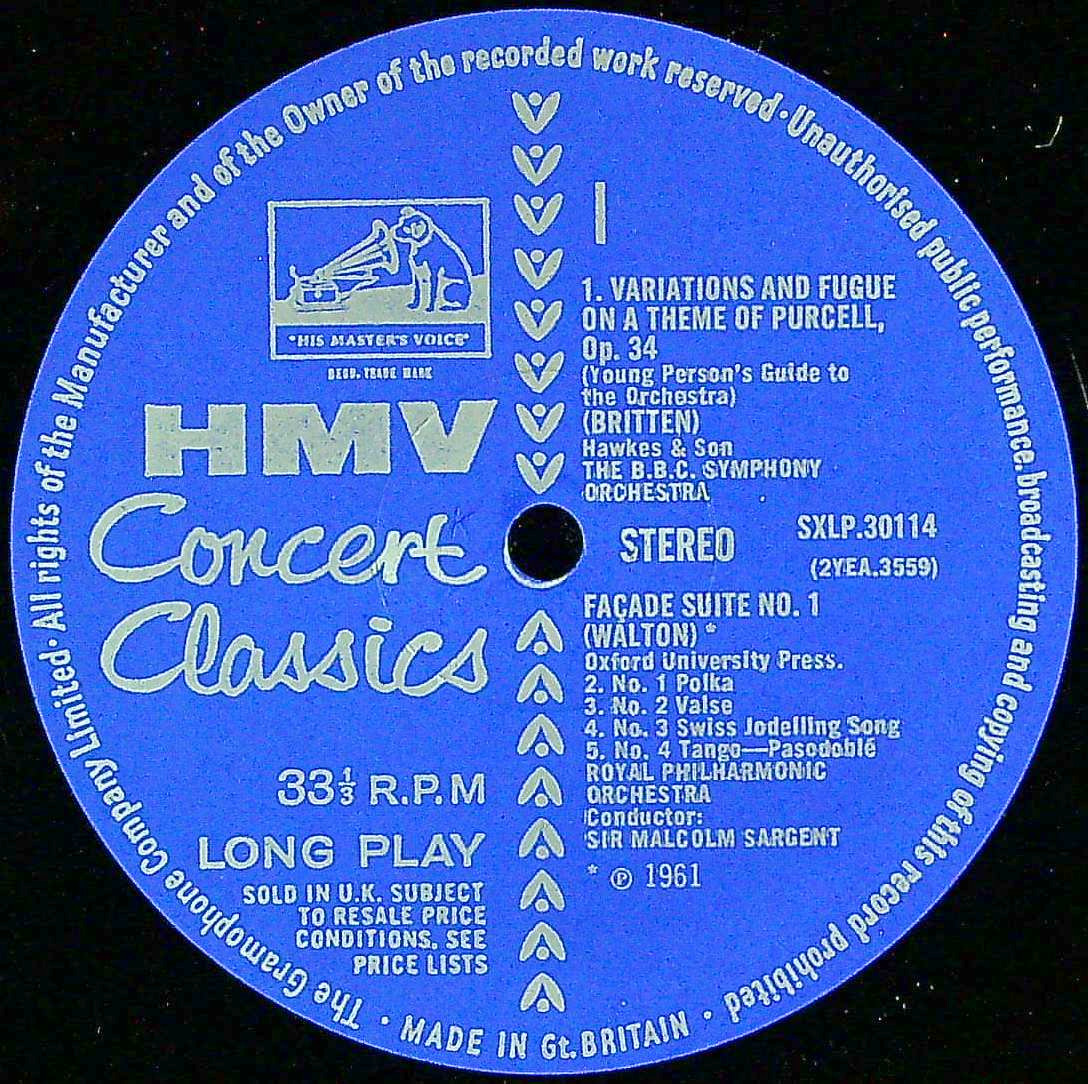 The Gramophone Company Limited · All rights of the Manufacturer and of the Owner of the recorded work reserved · Unauthorised public performance, broadcasting and copying of this record prohibited
· MADE IN Gt. BRITAIN ·
"HIS MASTER'S VOICE"
REGD. TRADE MARK
HMV
Concert
Classics
33⅓ R.P.M
LONG PLAY
SOLD IN U.K. SUBJECT
TO RESALE PRICE
CONDITIONS. SEE
PRICE LISTS
1
1. VARIATIONS AND FUGUE
ON A THEME OF PURCELL,
Op. 34
(Young Person's Guide to
the Orchestra)
(BRITTEN)
Hawkes & Son
THE B.B.C. SYMPHONY
ORCHESTRA
STEREO
SXLP.30114
(2YEA.3559)
FAÇADE SUITE NO. 1
(WALTON) *
Oxford University Press.
2. No. 1 Polka
3. No. 2 Valse
4. No. 3 Swiss Jodelling Song
5. No. 4 Tango—Pasodoblé
ROYAL PHILHARMONIC
ORCHESTRA
Conductor:
SIR MALCOLM SARGENT
* ℗ 1961